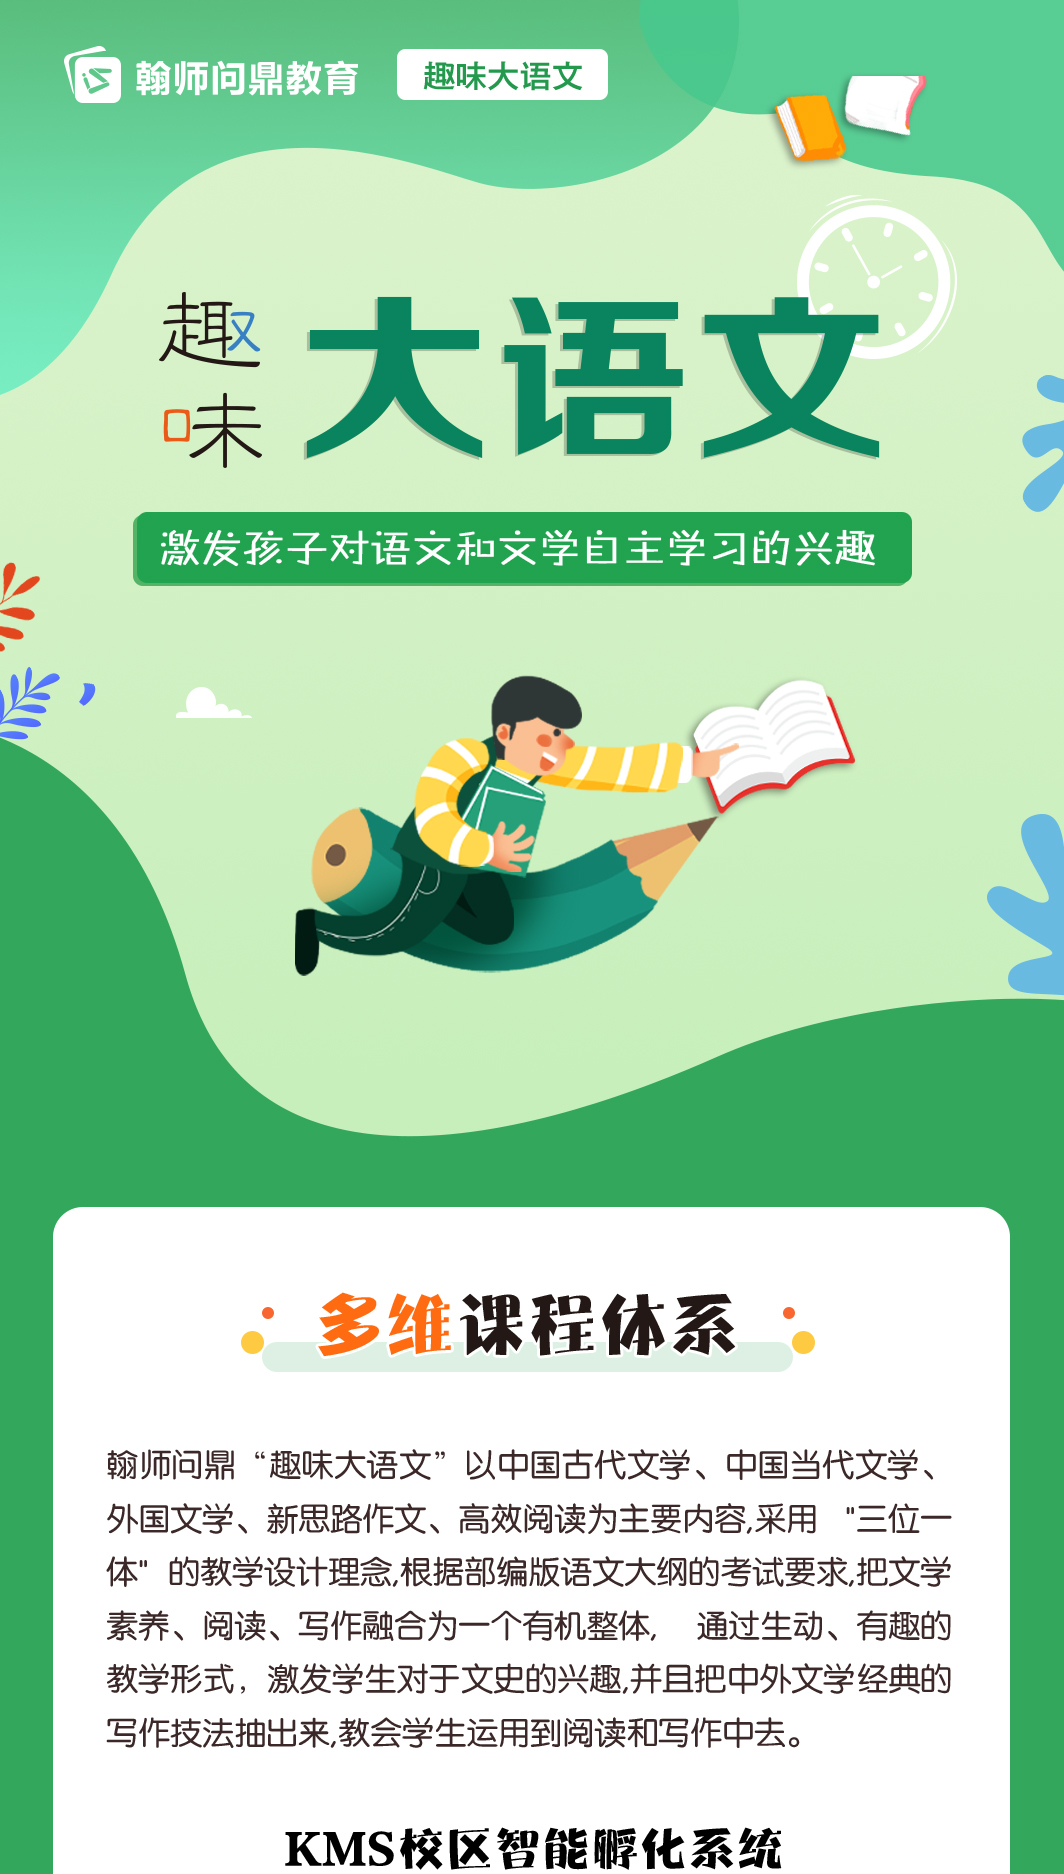 翰师问鼎教育
趣味大语文
趣味
大语文
激发孩子对语文和文学自主学习的兴趣
多维课程体系
翰师问鼎“趣味大语文”以中国古代文学、中国当代文学、
外国文学、新思路作文、高效阅读为主要内容,采用 "三位一
体" 的教学设计理念,根据部编版语文大纲的考试要求,把文学
素养、阅读、写作融合为一个有机整体, 通过生动、有趣的
教学形式，激发学生对于文史的兴趣,并且把中外文学经典的
写作技法抽出来,教会学生运用到阅读和写作中去。
KMS校区智能孵化系统